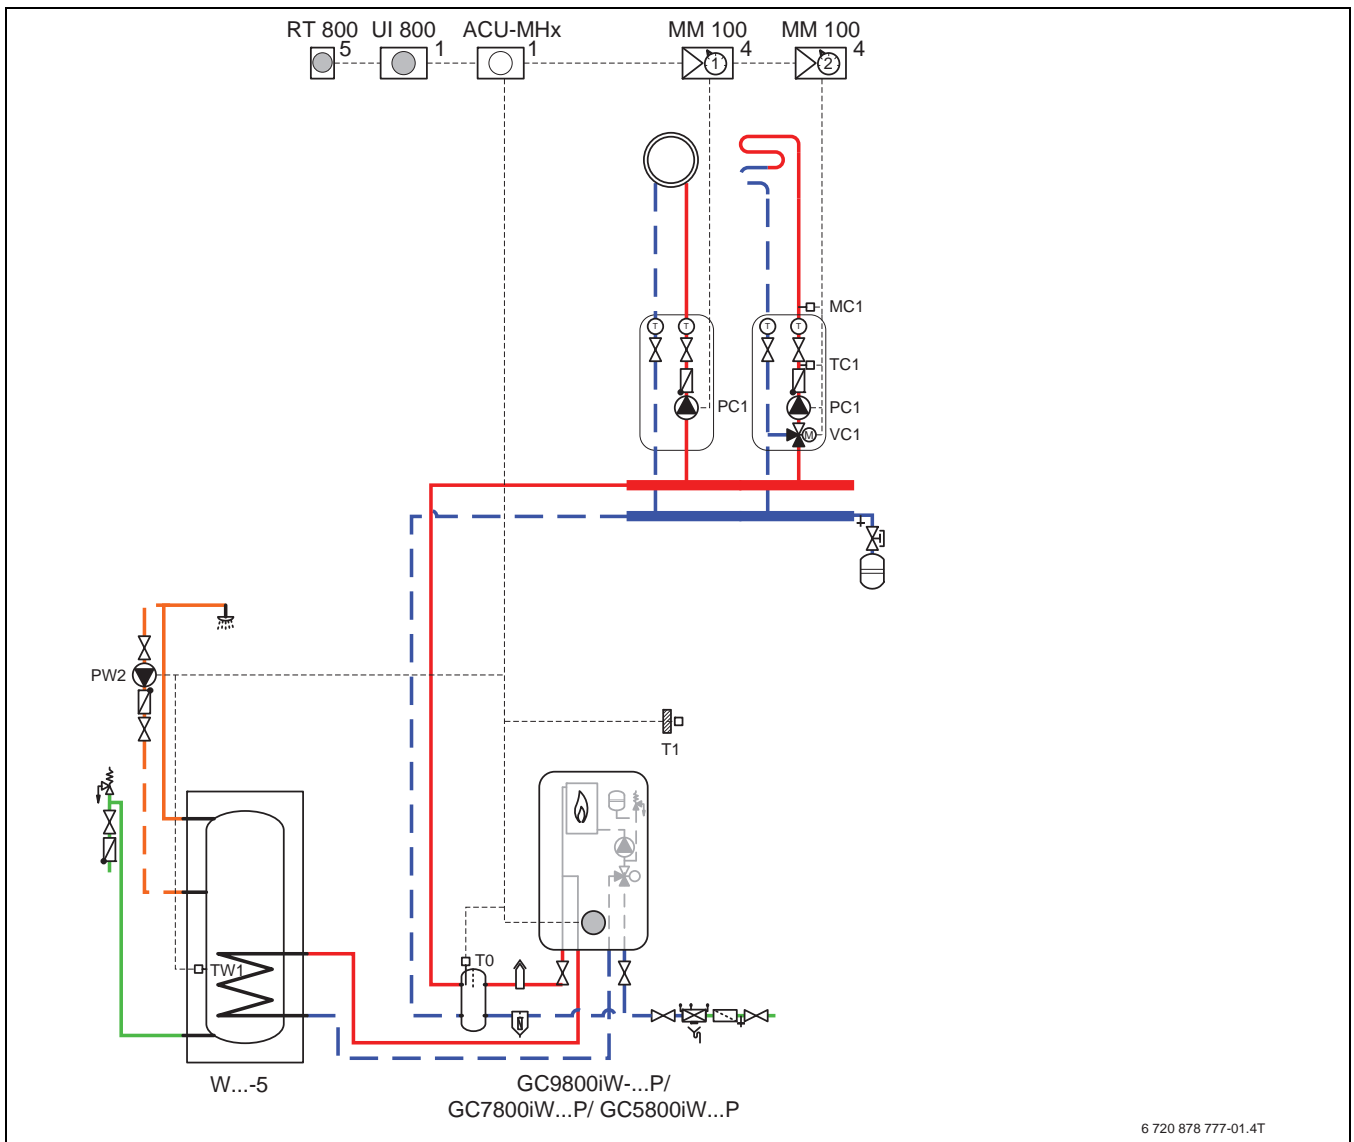 RT 800 UI 800 ACU-MHx MM 100 MM 100
5 1 1 4 4
1 2
MC1
T T T T
TC1
PC1 PC1
M VC1
PW2
T1
T0
TW1
W...-5
GC9800iW-...P/
GC7800iW...P/ GC5800iW...P
6 720 878 777-01.4T